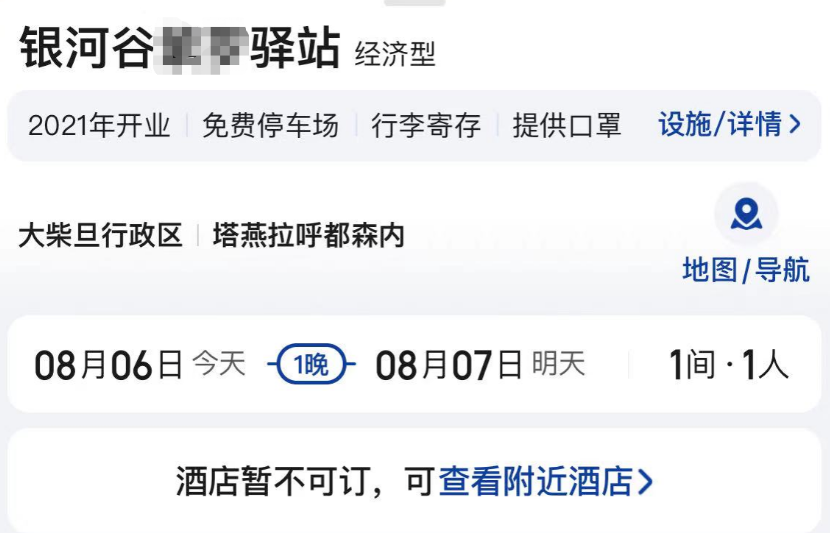 银河谷驿站 经济型
2021年开业 免费停车场 行李寄存 提供口罩 设施/详情
大柴旦行政区 塔燕拉呼都森内
地图/导航
08月06日 今天 1晚 08月07日 明天 1间·1人
酒店暂不可订，可查看附近酒店